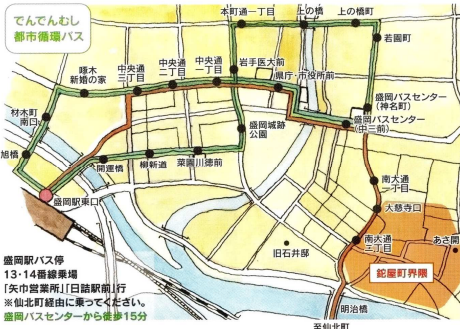 でんでんむし
都市循環バス
本町通一丁目
上の橋
上の橋町
若園町
啄木
新婚の家
中央通
三丁目
中央通
二丁目
中央通
一丁目
岩手医大前
県庁・市役所前
盛岡バスセンター
(神名町)
盛岡バスセンター
(中三前)
材木町
南口
旭橋
盛岡城跡
公園
開運橋
柳新道
菜園川徳前
盛岡駅東口
南大通
一丁目
大慈寺口
南大通
二丁目
あさ開
旧石井邸
鉈屋町界隈
明治橋
至仙北町
盛岡駅バス停
13・14番線乗場
「矢巾営業所」「日詰駅前」行
※仙北町経由に乗ってください。
盛岡バスセンターから徒歩15分